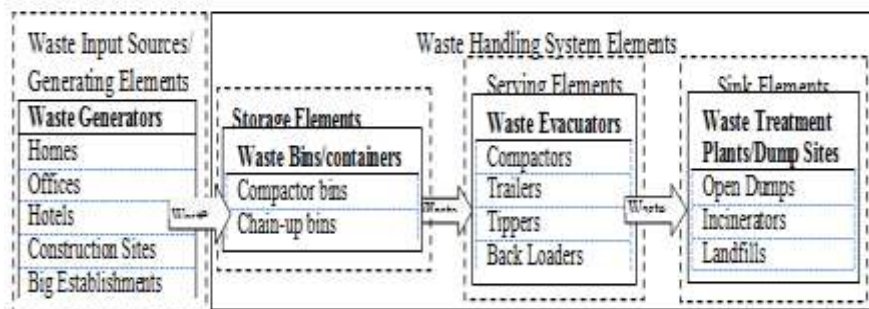 Waste Input Sources/
Generating Elements
Waste Generators
Homes
Offices
Hotels
Construction Sites
Big Establishments
Waste
Waste Handling System Elements
Storage Elements
Waste Bins/containers
Compactor bins
Chain-up bins
Waste
Serving Elements
Waste Evacuators
Compactors
Trailers
Tippers
Back Loaders
Waste
Sink Elements
Waste Treatment
Plants/Dump Sites
Open Dumps
Incinerators
Landfills